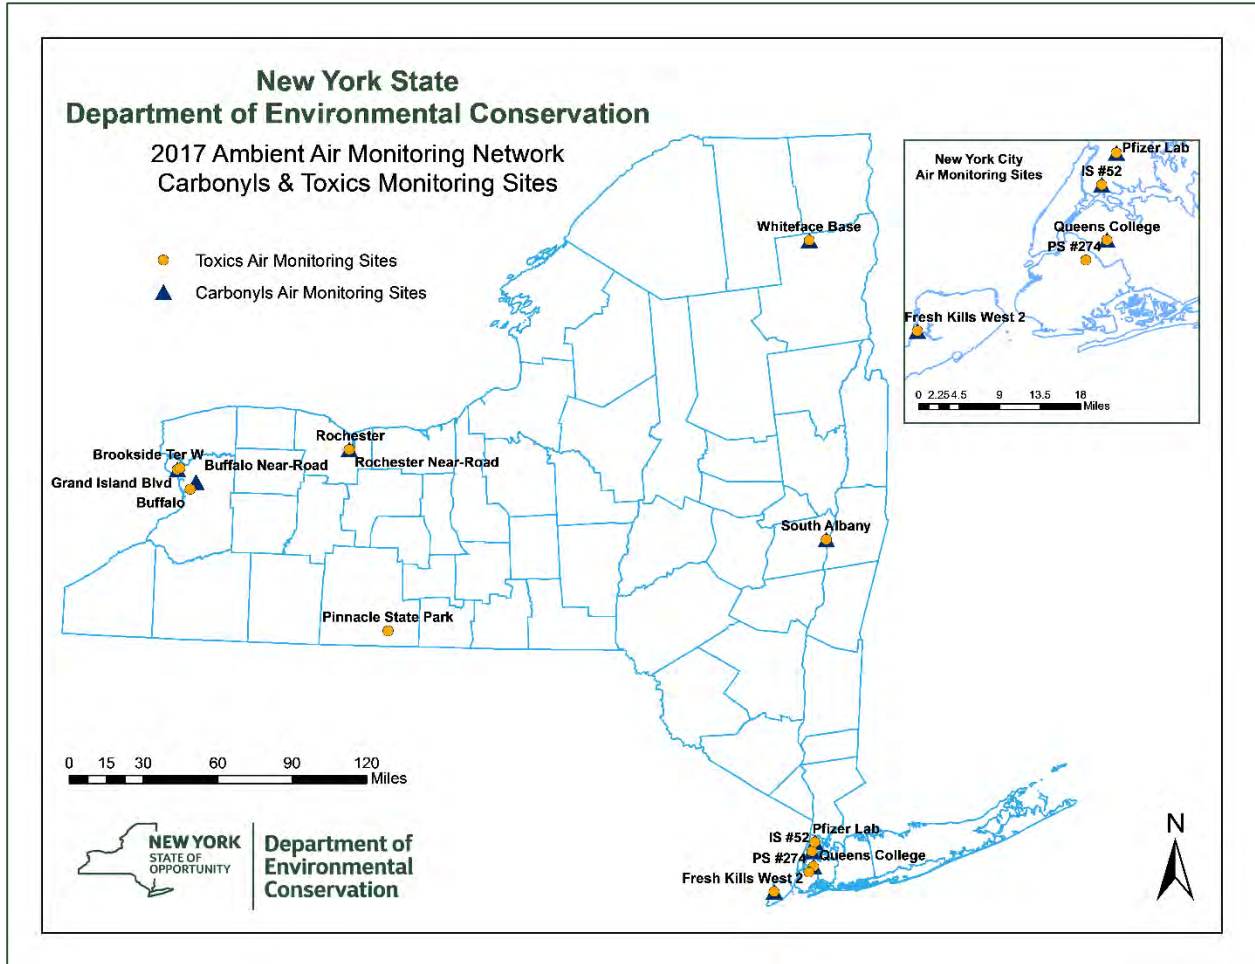 New York State
Department of Environmental Conservation
2017 Ambient Air Monitoring Network
Carbonyls & Toxics Monitoring Sites
Toxics Air Monitoring Sites
Carbonyls Air Monitoring Sites
New York City
Air Monitoring Sites
Pfizer Lab
IS #52
Queens College
PS #274
Fresh Kills West 2
0 2.25 4.5 9 13.5 18
Miles
Whiteface Base
Rochester
Rochester Near-Road
Brookside Ter W
Buffalo Near-Road
Grand Island Blvd
Buffalo
South Albany
Pinnacle State Park
0 15 30 60 90 120
Miles
NEW YORK
STATE OF
OPPORTUNITY
Department of
Environmental
Conservation
Pfizer Lab
IS #52
PS #274
Queens College
Fresh Kills West 2
N